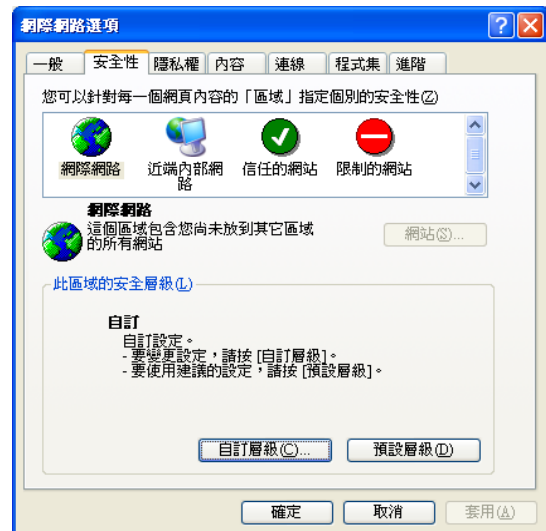 網際網路選項
一般 安全性 隱私權 內容 連線 程式集 進階
您可以針對每一個網頁內容的「區域」指定個別的安全性(Z)
網際網路 近端內部網路 信任的網站 限制的網站
網際網路
這個區域包含您尚未放到其它區域
的所有網站
網站(S)...
此區域的安全層級(L)
自訂
自訂設定。
- 要變更設定，請按 [自訂層級]。
- 要使用建議的設定，請按 [預設層級]。
自訂層級(C)... 預設層級(D)
確定 取消 套用(A)